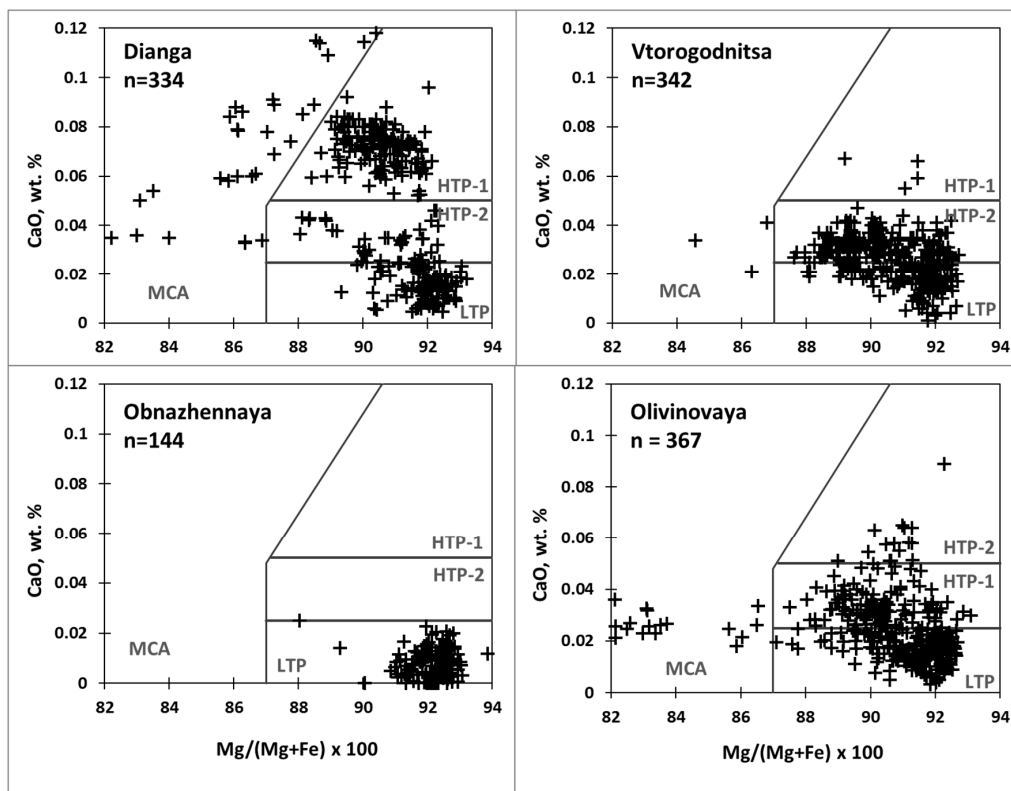 Dianga
n=334
CaO, wt. %
0.12
0.1
0.08
0.06
0.04
0.02
0
HTP-1
HTP-2
MCA
LTP
82 84 86 88 90 92 94
Vtorogodnitsa
n=342
CaO, wt. %
0.12
0.1
0.08
0.06
0.04
0.02
0
HTP-1
HTP-2
MCA
LTP
82 84 86 88 90 92 94
Obnazhennaya
n=144
CaO, wt. %
0.12
0.1
0.08
0.06
0.04
0.02
0
HTP-1
HTP-2
MCA
LTP
82 84 86 88 90 92 94
Mg/(Mg+Fe) x 100
Olivinovaya
n = 367
CaO, wt. %
0.12
0.1
0.08
0.06
0.04
0.02
0
HTP-2
HTP-1
MCA
LTP
82 84 86 88 90 92 94
Mg/(Mg+Fe) x 100